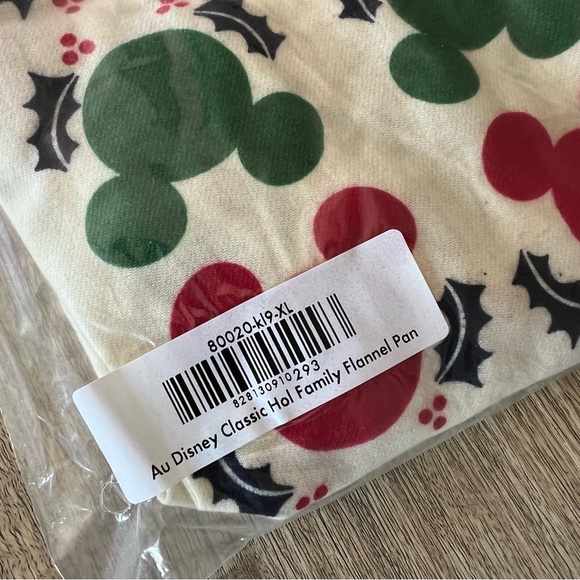 80020-kl9-XL
828130910293
Au Disney Classic Hol Family Flannel Pan